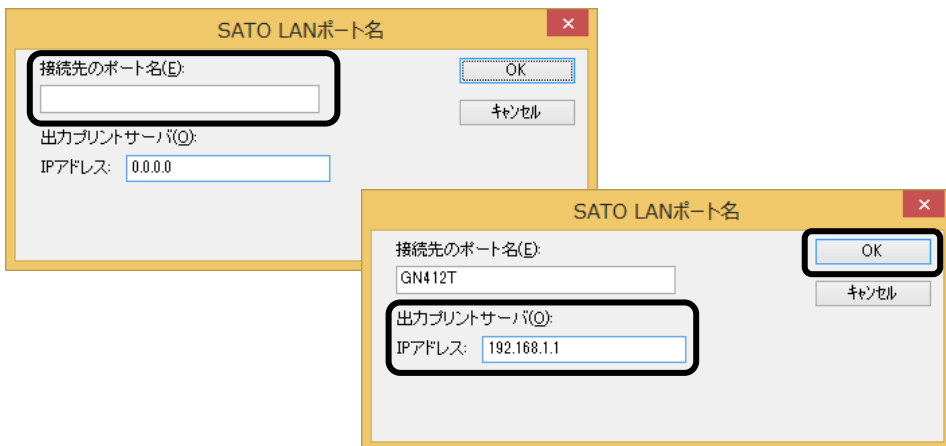 SATO LANポート名
接続先のポート名(E):
OK
キャンセル
出力プリントサーバ(O):
IPアドレス: 0.0.0.0
SATO LANポート名
接続先のポート名(E):
OK
GN412T
キャンセル
出力プリントサーバ(O):
IPアドレス: 192.168.1.1